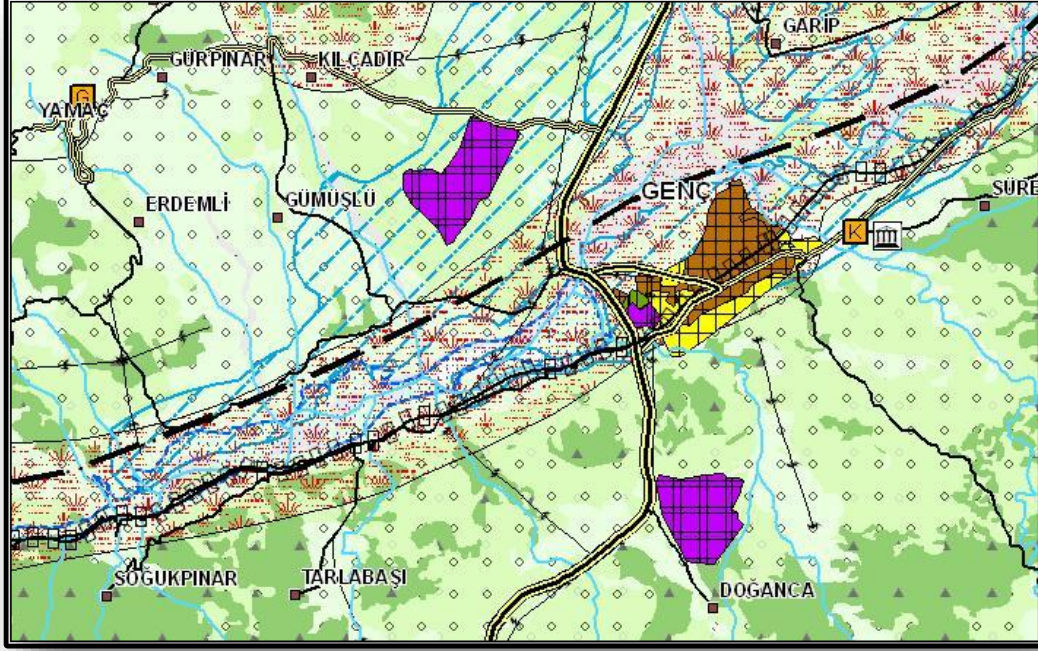 GARİP
GÜRPINAR
KILÇADIR
G
YAMAÇ
GENÇ
SÜRE
ERDEMLİ
GÜMÜŞLÜ
K
SOĞUKPINAR
TARLABAŞI
DOĞANCA